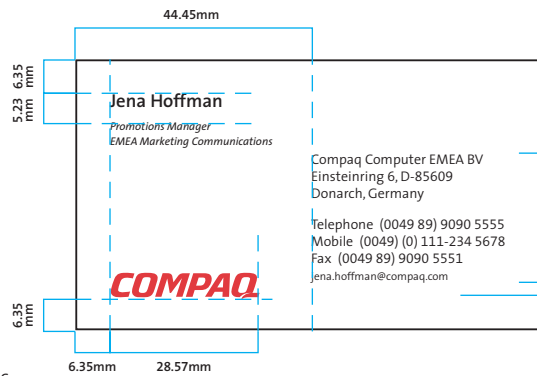 44.45mm
6.35 mm
5.23 mm
Jena Hoffman
Promotions Manager
EMEA Marketing Communications
Compaq Computer EMEA BV
Einsteinring 6, D-85609
Donarch, Germany
Telephone (0049 89) 9090 5555
Mobile (0049) (0) 111-234 5678
Fax (0049 89) 9090 5551
jena.hoffman@compaq.com
COMPAQ
6.35 mm
6.35mm
28.57mm